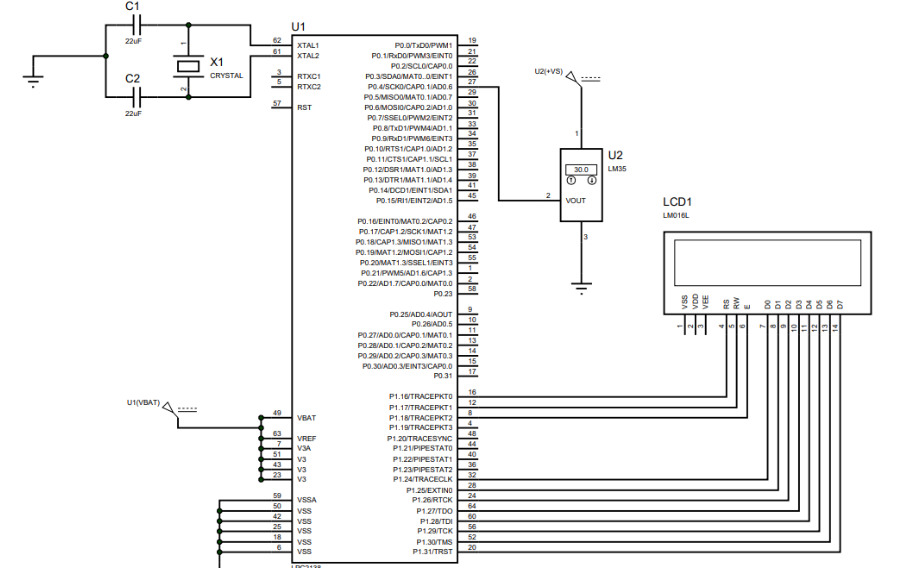 C1
22uF
C2
22uF
1
2
X1
CRYSTAL
U1
62 XTAL1
61 XTAL2
3 RTXC1
5 RTXC2
57 RST
49 VBAT
63 VREF
7 V3A
51 V3
43 V3
23 V3
59 VSSA
50 VSS
42 VSS
25 VSS
18 VSS
6 VSS
U1(VBAT)
P0.0/TxD0/PWM1 19
P0.1/RxD0/PWM3/EINT0 21
P0.2/SCL0/CAP0.0 22
P0.3/SDA0/MAT0..0/EINT1 26
P0.4/SCK0/CAP0.1/AD0.6 27
P0.5/MISO0/MAT0.1/AD0.7 29
P0.6/MOSI0/CAP0.2/AD1.0 30
P0.7/SSEL0/PWM2/EINT2 31
P0.8/TxD1/PWM4/AD1.1 33
P0.9/RxD1/PWM6/EINT3 34
P0.10/RTS1/CAP1.0/AD1.2 35
P0.11/CTS1/CAP1.1/SCL1 37
P0.12/DSR1/MAT1.0/AD1.3 38
P0.13/DTR1/MAT1.1/AD1.4 39
P0.14/DCD1/EINT1/SDA1 41
P0.15/RI1/EINT2/AD1.5 45
P0.16/EINT0/MAT0.2/CAP0.2 46
P0.17/CAP1.2/SCK1/MAT1.2 47
P0.18/CAP1.3/MISO1/MAT1.3 53
P0.19/MAT1.2/MOSI1/CAP1.2 54
P0.20/MAT1.3/SSEL1/EINT3 55
P0.21/PWM5/AD1.6/CAP1.3 1
P0.22/AD1.7/CAP0.0/MAT0.0 2
P0.23 58
P0.25/AD0.4/AOUT 9
P0.26/AD0.5 10
P0.27/AD0.0/CAP0.1/MAT0.1 11
P0.28/AD0.1/CAP0.2/MAT0.2 13
P0.29/AD0.2/CAP0.3/MAT0.3 14
P0.30/AD0.3/EINT3/CAP0.0 15
P0.31 17
P1.16/TRACEPKT0 16
P1.17/TRACEPKT1 12
P1.18/TRACEPKT2 8
P1.19/TRACEPKT3 4
P1.20/TRACESYNC 48
P1.21/PIPESTAT0 44
P1.22/PIPESTAT1 40
P1.23/PIPESTAT2 36
P1.24/TRACECLK 32
P1.25/EXTIN0 28
P1.26/RTCK 24
P1.27/TDO 64
P1.28/TDI 60
P1.29/TCK 56
P1.30/TMS 52
P1.31/TRST 20
LPC2138
U2(+VS)
1
U2
LM35
30.0
2
VOUT
3
LCD1
LM016L
VSS VDD VEE RS RW E D0 D1 D2 D3 D4 D5 D6 D7
1 2 3 4 5 6 7 8 9 10 11 12 13 14